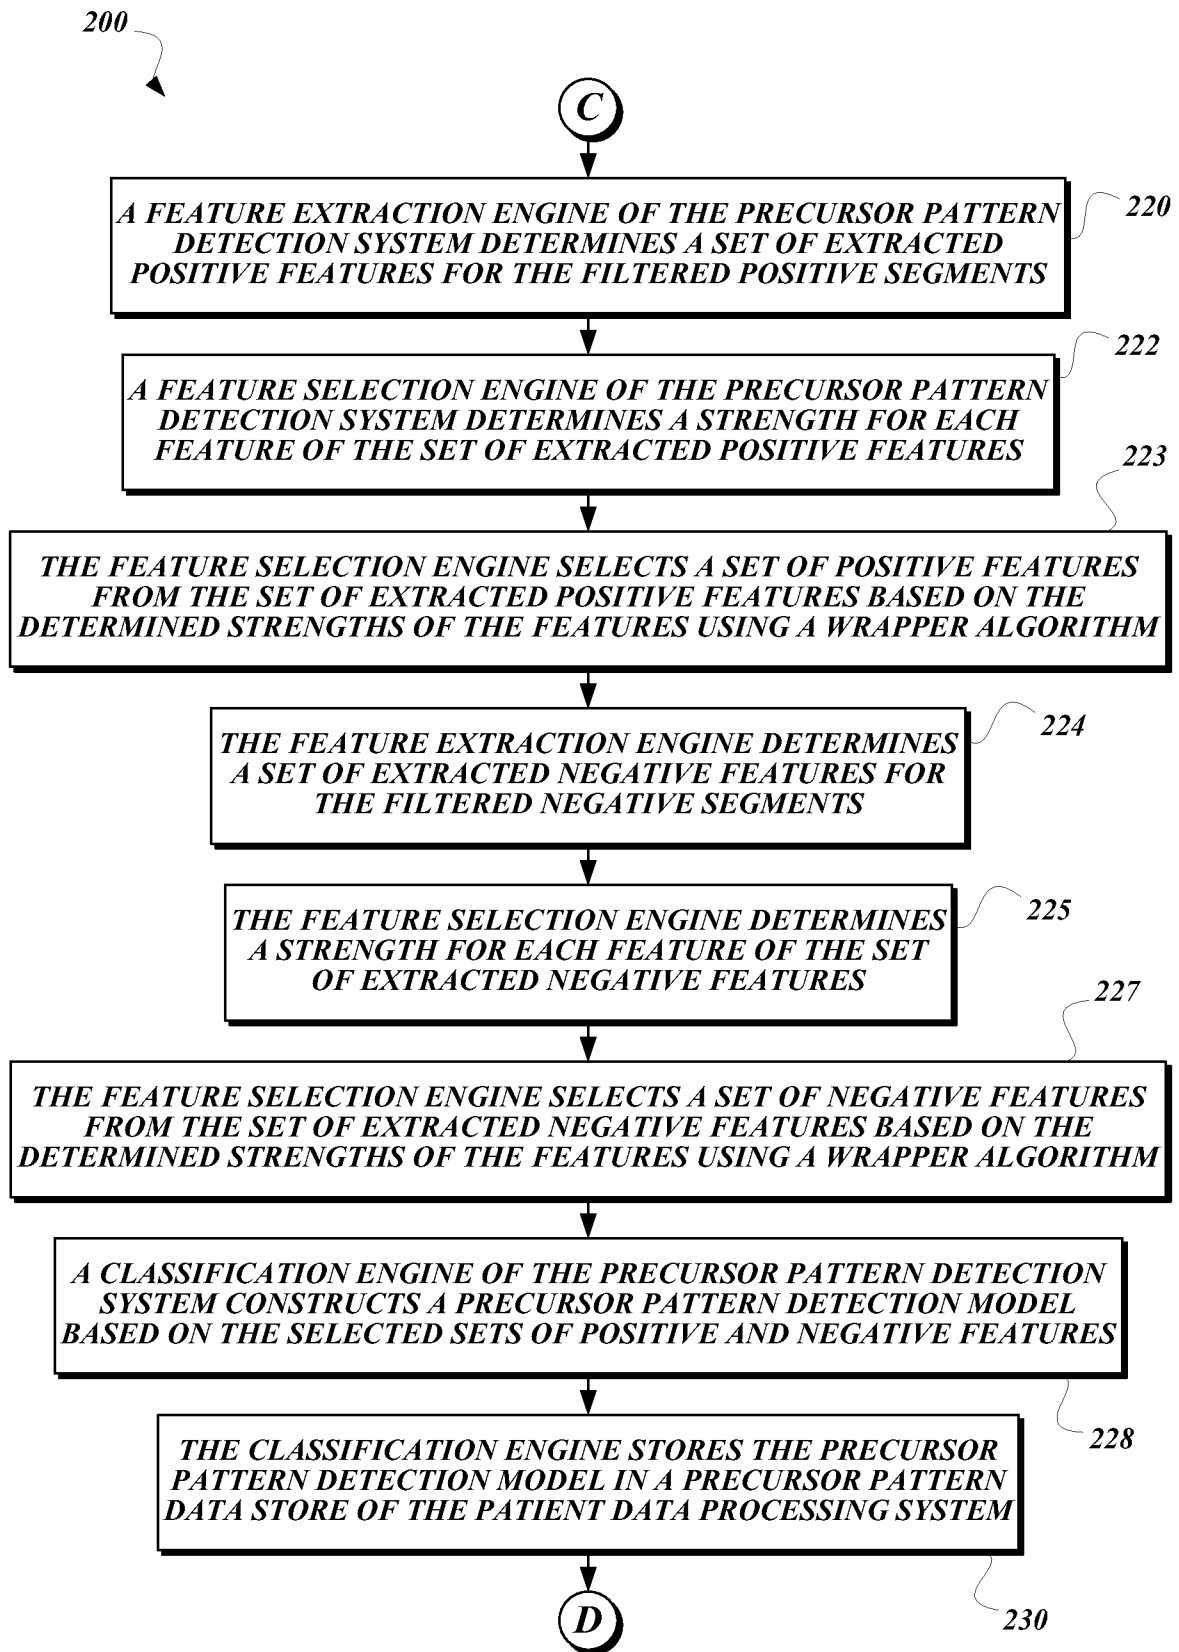 200
C
A FEATURE EXTRACTION ENGINE OF THE PRECURSOR PATTERN
DETECTION SYSTEM DETERMINES A SET OF EXTRACTED
POSITIVE FEATURES FOR THE FILTERED POSITIVE SEGMENTS
220
A FEATURE SELECTION ENGINE OF THE PRECURSOR PATTERN
DETECTION SYSTEM DETERMINES A STRENGTH FOR EACH
FEATURE OF THE SET OF EXTRACTED POSITIVE FEATURES
222
THE FEATURE SELECTION ENGINE SELECTS A SET OF POSITIVE FEATURES
FROM THE SET OF EXTRACTED POSITIVE FEATURES BASED ON THE
DETERMINED STRENGTHS OF THE FEATURES USING A WRAPPER ALGORITHM
223
THE FEATURE EXTRACTION ENGINE DETERMINES
A SET OF EXTRACTED NEGATIVE FEATURES FOR
THE FILTERED NEGATIVE SEGMENTS
224
THE FEATURE SELECTION ENGINE DETERMINES
A STRENGTH FOR EACH FEATURE OF THE SET
OF EXTRACTED NEGATIVE FEATURES
225
THE FEATURE SELECTION ENGINE SELECTS A SET OF NEGATIVE FEATURES
FROM THE SET OF EXTRACTED NEGATIVE FEATURES BASED ON THE
DETERMINED STRENGTHS OF THE FEATURES USING A WRAPPER ALGORITHM
227
A CLASSIFICATION ENGINE OF THE PRECURSOR PATTERN DETECTION
SYSTEM CONSTRUCTS A PRECURSOR PATTERN DETECTION MODEL
BASED ON THE SELECTED SETS OF POSITIVE AND NEGATIVE FEATURES
228
THE CLASSIFICATION ENGINE STORES THE PRECURSOR
PATTERN DETECTION MODEL IN A PRECURSOR PATTERN
DATA STORE OF THE PATIENT DATA PROCESSING SYSTEM
230
D